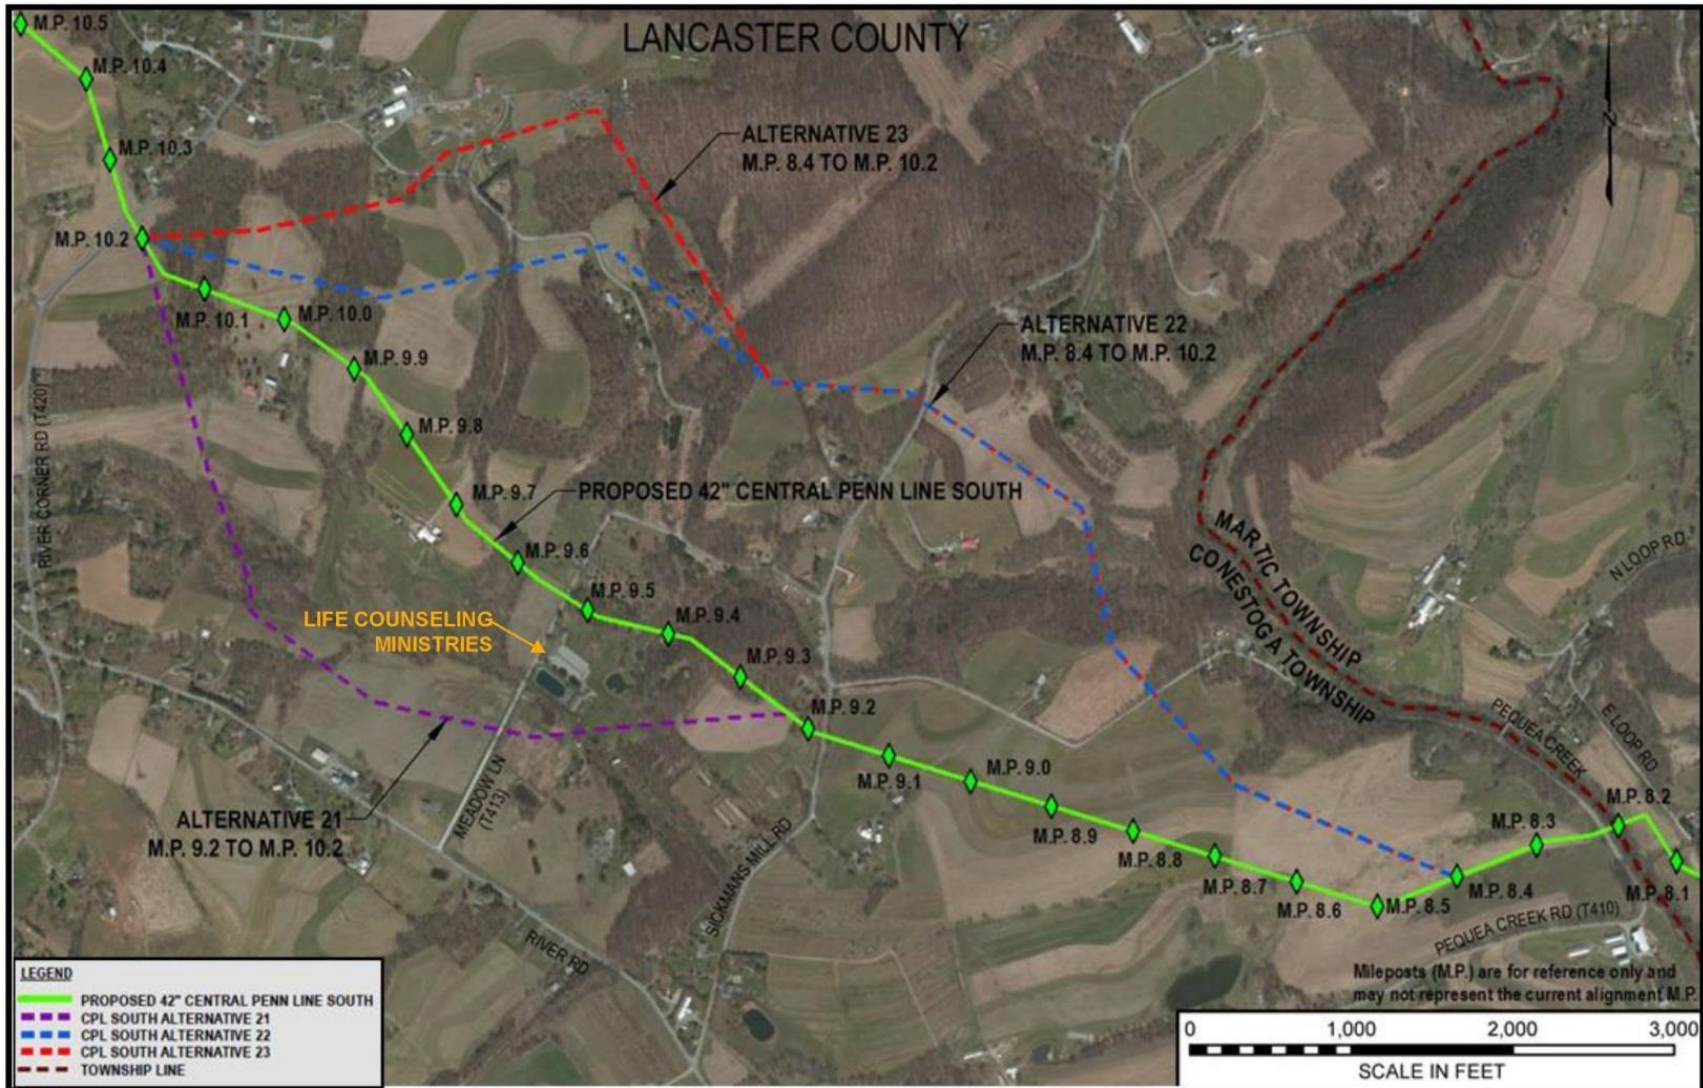 LANCASTER COUNTY
M.P. 10.5
M.P. 10.4
M.P. 10.3
M.P. 10.2
M.P. 10.1
M.P. 10.0
M.P. 9.9
M.P. 9.8
M.P. 9.7
M.P. 9.6
M.P. 9.5
M.P. 9.4
M.P. 9.3
M.P. 9.2
M.P. 9.1
M.P. 9.0
M.P. 8.9
M.P. 8.8
M.P. 8.7
M.P. 8.6
M.P. 8.5
M.P. 8.4
M.P. 8.3
M.P. 8.2
M.P. 8.1
ALTERNATIVE 23
M.P. 8.4 TO M.P. 10.2
N
ALTERNATIVE 22
M.P. 8.4 TO M.P. 10.2
PROPOSED 42" CENTRAL PENN LINE SOUTH
RIVER CORNER RD (T420)
LIFE COUNSELING
MINISTRIES
MARTIC TOWNSHIP
CONESTOGA TOWNSHIP
N LOOP RD.
E LOOP RD
PEQUEA CREEK
ALTERNATIVE 21
M.P. 9.2 TO M.P. 10.2
MEADOW LN
(T413)
SICKMANS MILL RD
RIVER RD
PEQUEA CREEK RD (T410)
Mileposts (M.P.) are for reference only and
may not represent the current alignment M.P.
LEGEND
PROPOSED 42" CENTRAL PENN LINE SOUTH
CPL SOUTH ALTERNATIVE 21
CPL SOUTH ALTERNATIVE 22
CPL SOUTH ALTERNATIVE 23
TOWNSHIP LINE
0 1,000 2,000 3,000
SCALE IN FEET